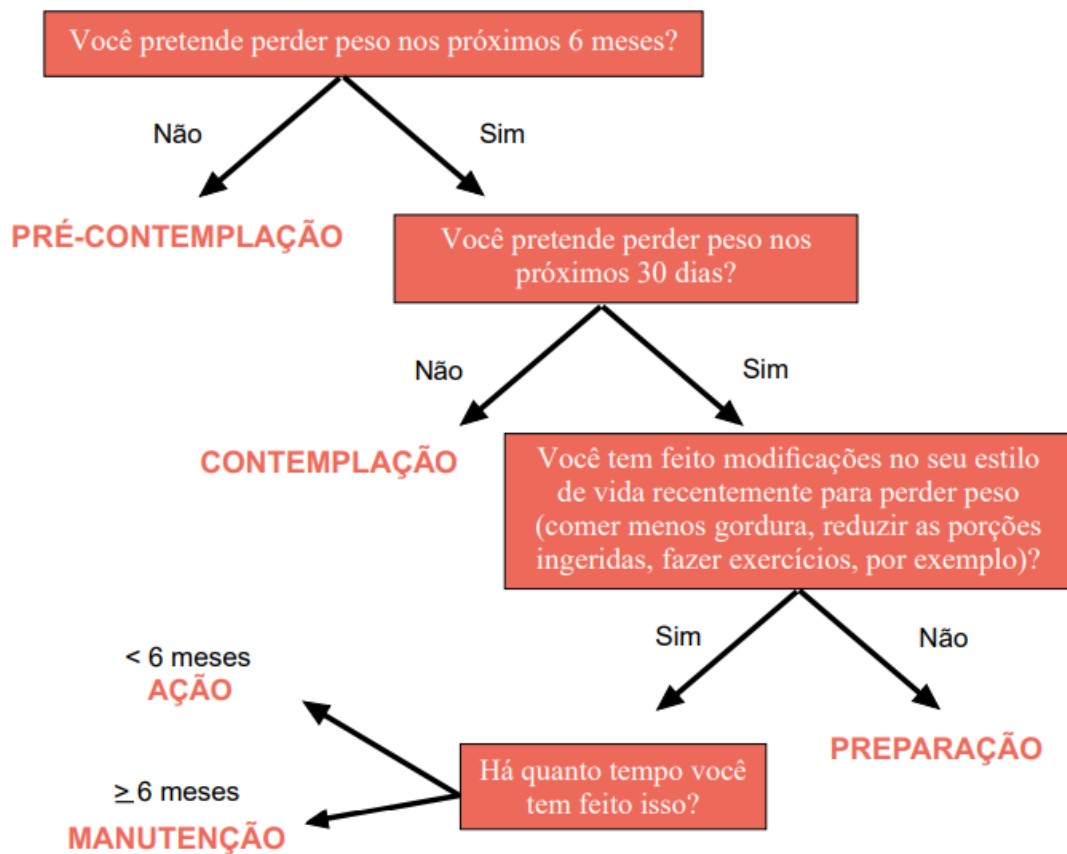 Você pretende perder peso nos próximos 6 meses?
Não
Sim
PRÉ-CONTEMPLAÇÃO
Você pretende perder peso nos
próximos 30 dias?
Não
Sim
CONTEMPLAÇÃO
Você tem feito modificações no seu estilo
de vida recentemente para perder peso
(comer menos gordura, reduzir as porções
ingeridas, fazer exercícios, por exemplo)?
Sim
Não
< 6 meses
AÇÃO
PREPARAÇÃO
Há quanto tempo você
tem feito isso?
≥ 6 meses
MANUTENÇÃO